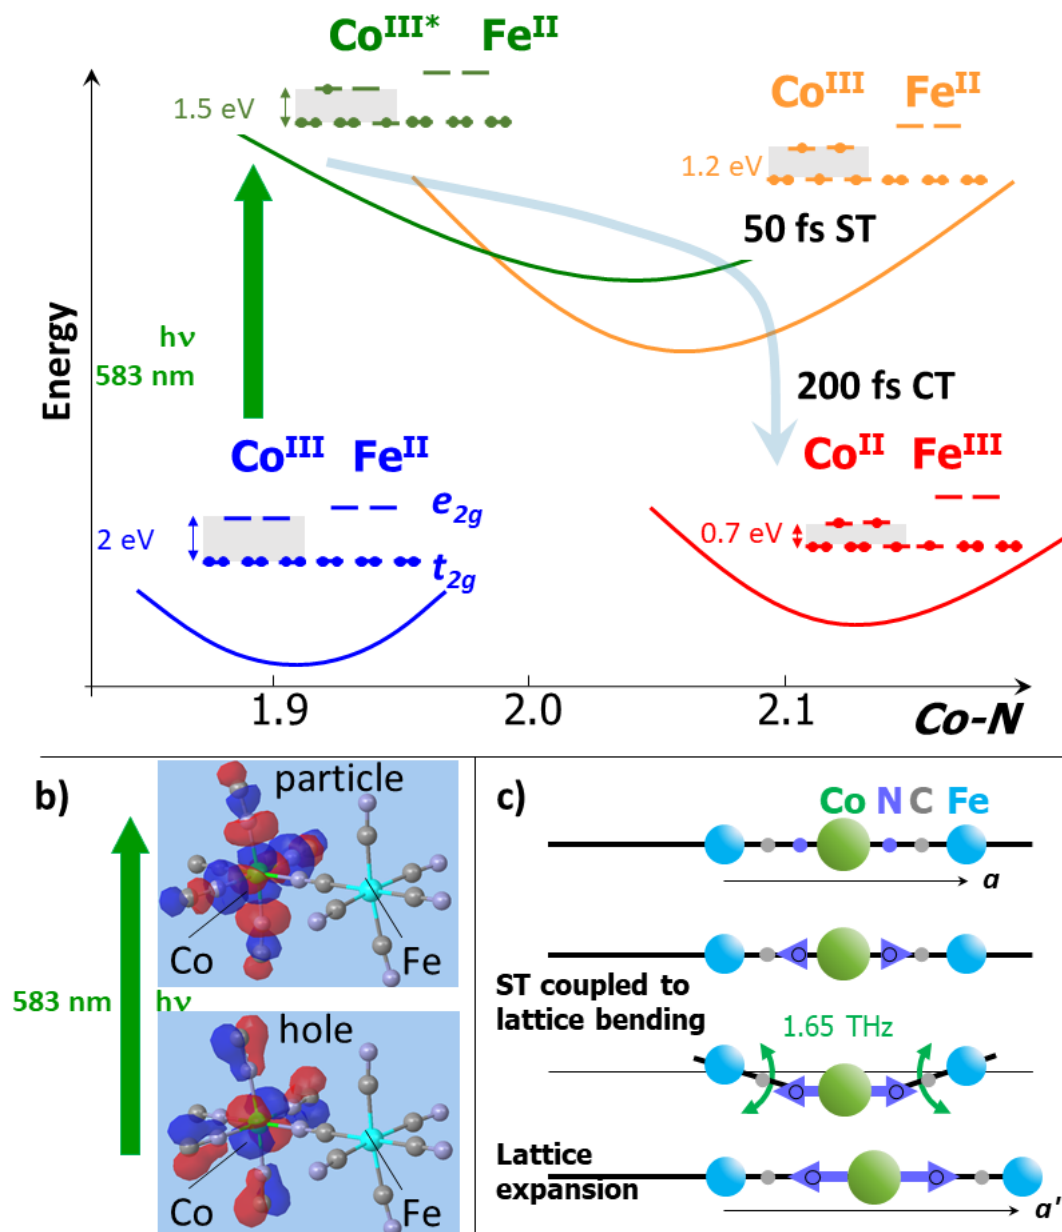 Co^III* Fe^II
1.5 eV
Co^III Fe^II
1.2 eV
50 fs ST
Energy
hν
583 nm
200 fs CT
Co^III Fe^II
Co^II Fe^III
e_2g
2 eV
0.7 eV
t_2g
1.9 2.0 2.1 Co-N
b)
particle
Co Fe
583 nm hν
hole
Co Fe
c)
Co N C Fe
a
ST coupled to
lattice bending
1.65 THz
Lattice
expansion
a'